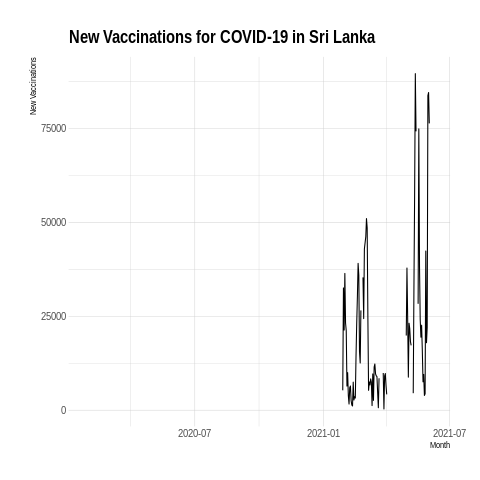 New Vaccinations for COVID-19 in Sri Lanka
New Vaccinations
75000
50000
25000
0
2020-07 2021-01 2021-07
Month